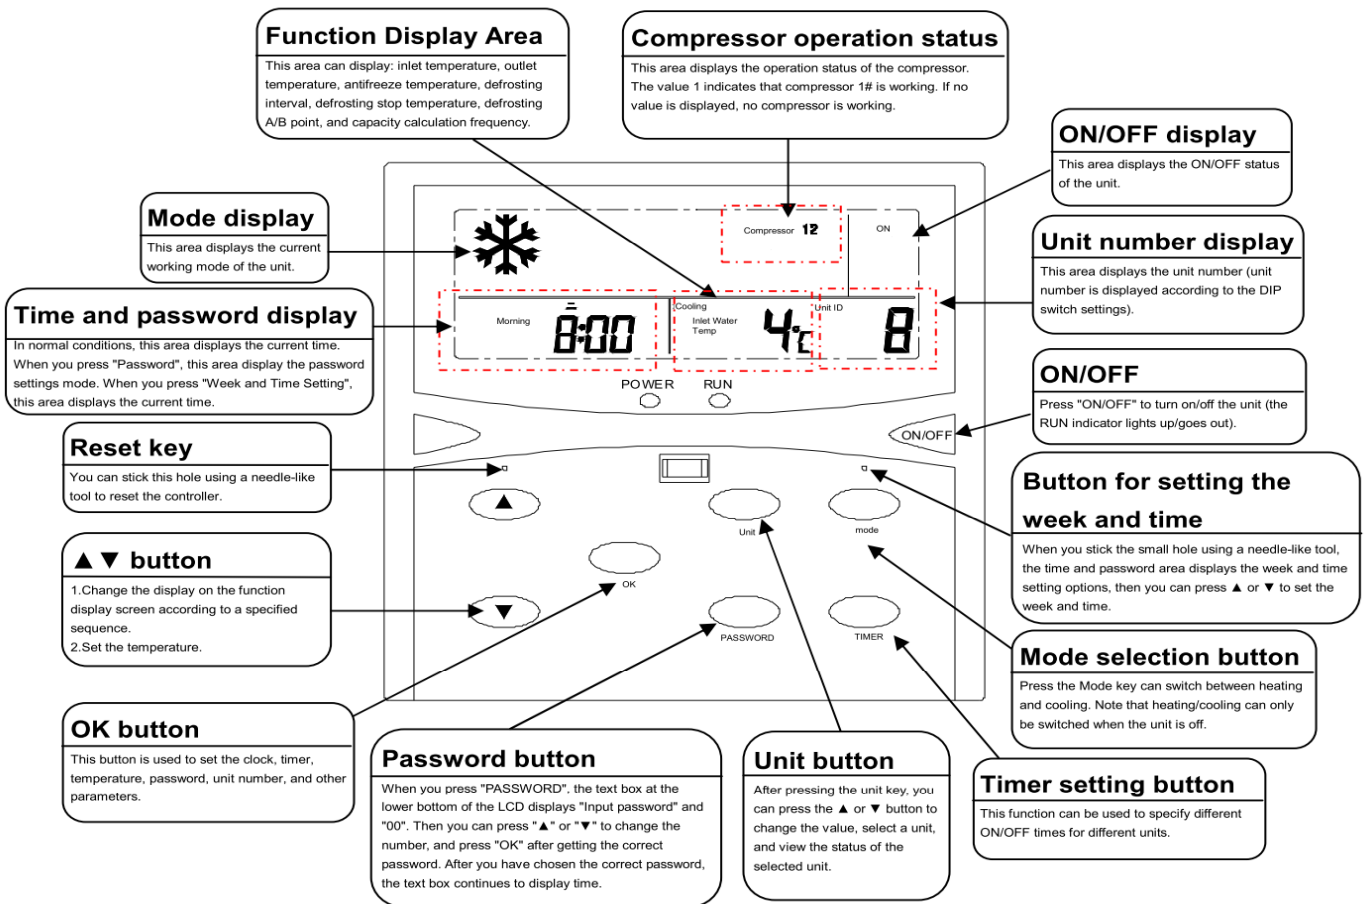 Function Display Area
This area can display: inlet temperature, outlet
temperature, antifreeze temperature, defrosting
interval, defrosting stop temperature, defrosting
A/B point, and capacity calculation frequency.
Compressor operation status
This area displays the operation status of the compressor.
The value 1 indicates that compressor 1# is working. If no
value is displayed, no compressor is working.
ON/OFF display
This area displays the ON/OFF status
of the unit.
Mode display
This area displays the current
working mode of the unit.
Unit number display
This area displays the unit number (unit
number is displayed according to the DIP
switch settings).
Time and password display
In normal conditions, this area displays the current time.
When you press "Password", this area display the password
settings mode. When you press "Week and Time Setting",
this area displays the current time.
Compressor 12
ON
Morning 8:00
Cooling
Inlet Water
Temp
4°C
Unit ID
8
POWER RUN
ON/OFF
ON/OFF
Press "ON/OFF" to turn on/off the unit (the
RUN indicator lights up/goes out).
Reset key
You can stick this hole using a needle-like
tool to reset the controller.
▲
Unit
mode
OK
▼
PASSWORD
TIMER
Button for setting the
week and time
When you stick the small hole using a needle-like tool,
the time and password area displays the week and time
setting options, then you can press ▲ or ▼ to set the
week and time.
▲ ▼ button
1.Change the display on the function
display screen according to a specified
sequence.
2.Set the temperature.
Mode selection button
Press the Mode key can switch between heating
and cooling. Note that heating/cooling can only
be switched when the unit is off.
OK button
This button is used to set the clock, timer,
temperature, password, unit number, and other
parameters.
Password button
When you press "PASSWORD", the text box at the
lower bottom of the LCD displays "Input password" and
"00". Then you can press "▲" or "▼" to change the
number, and press "OK" after getting the correct
password. After you have chosen the correct password,
the text box continues to display time.
Unit button
After pressing the unit key, you
can press the ▲ or ▼ button to
change the value, select a unit,
and view the status of the
selected unit.
Timer setting button
This function can be used to specify different
ON/OFF times for different units.